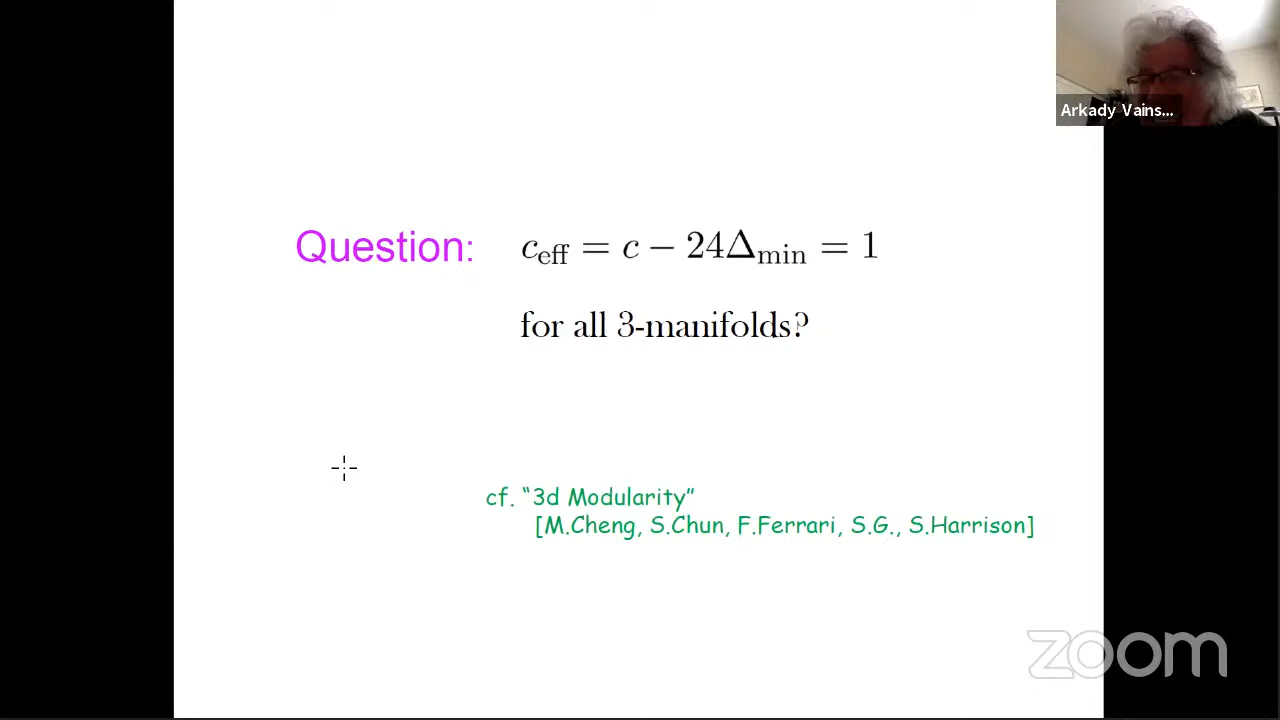 Arkady Vains...
Question: c_eff = c − 24Δ_min = 1
for all 3-manifolds?
cf. “3d Modularity”
[M.Cheng, S.Chun, F.Ferrari, S.G., S.Harrison]
zoom